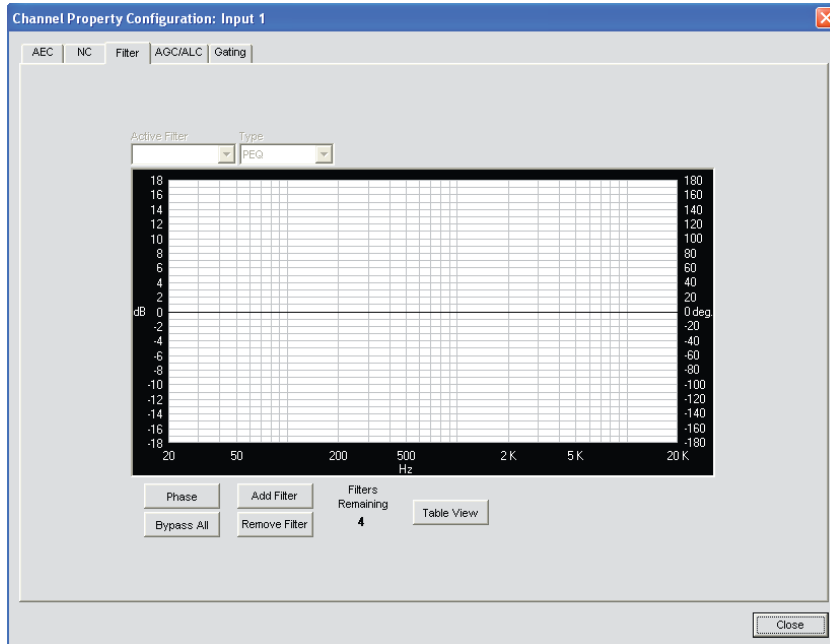 Channel Property Configuration: Input 1
AEC NC Filter AGC/ALC Gating
Active Filter Type
PEQ
18 180
16 160
14 140
12 120
10 100
8 80
6 60
4 40
2 20
dB 0 0 deg.
-2 -20
-4 -40
-6 -60
-8 -80
-10 -100
-12 -120
-14 -140
-16 -160
-18 -180
20 50 200 500 2 K 5 K 20 K
Hz
Phase Add Filter Filters
Remaining
4
Table View
Bypass All Remove Filter
Close